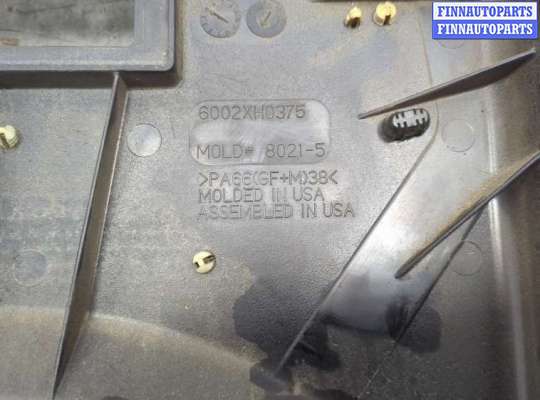 FINNAUTOPARTS
FINNAUTOPARTS
6002XH0375
MOLD# 8021-5
>PA66(GF+M)38<
MOLDED IN USA
ASSEMBLED IN USA